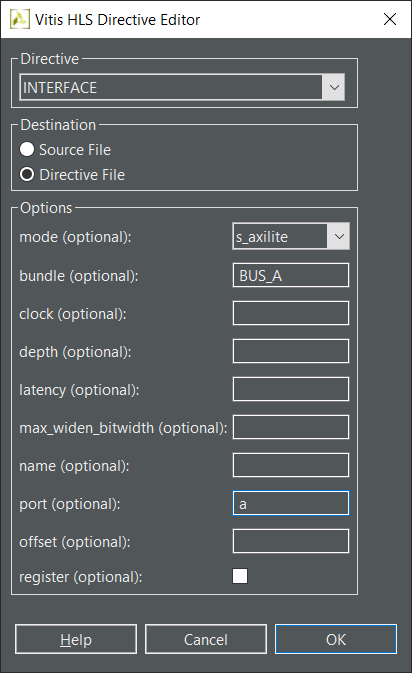 Vitis HLS Directive Editor
Directive
INTERFACE
Destination
Source File
Directive File
Options
mode (optional): s_axilite
bundle (optional): BUS_A
clock (optional):
depth (optional):
latency (optional):
max_widen_bitwidth (optional):
name (optional):
port (optional): a
offset (optional):
register (optional):
Help Cancel OK